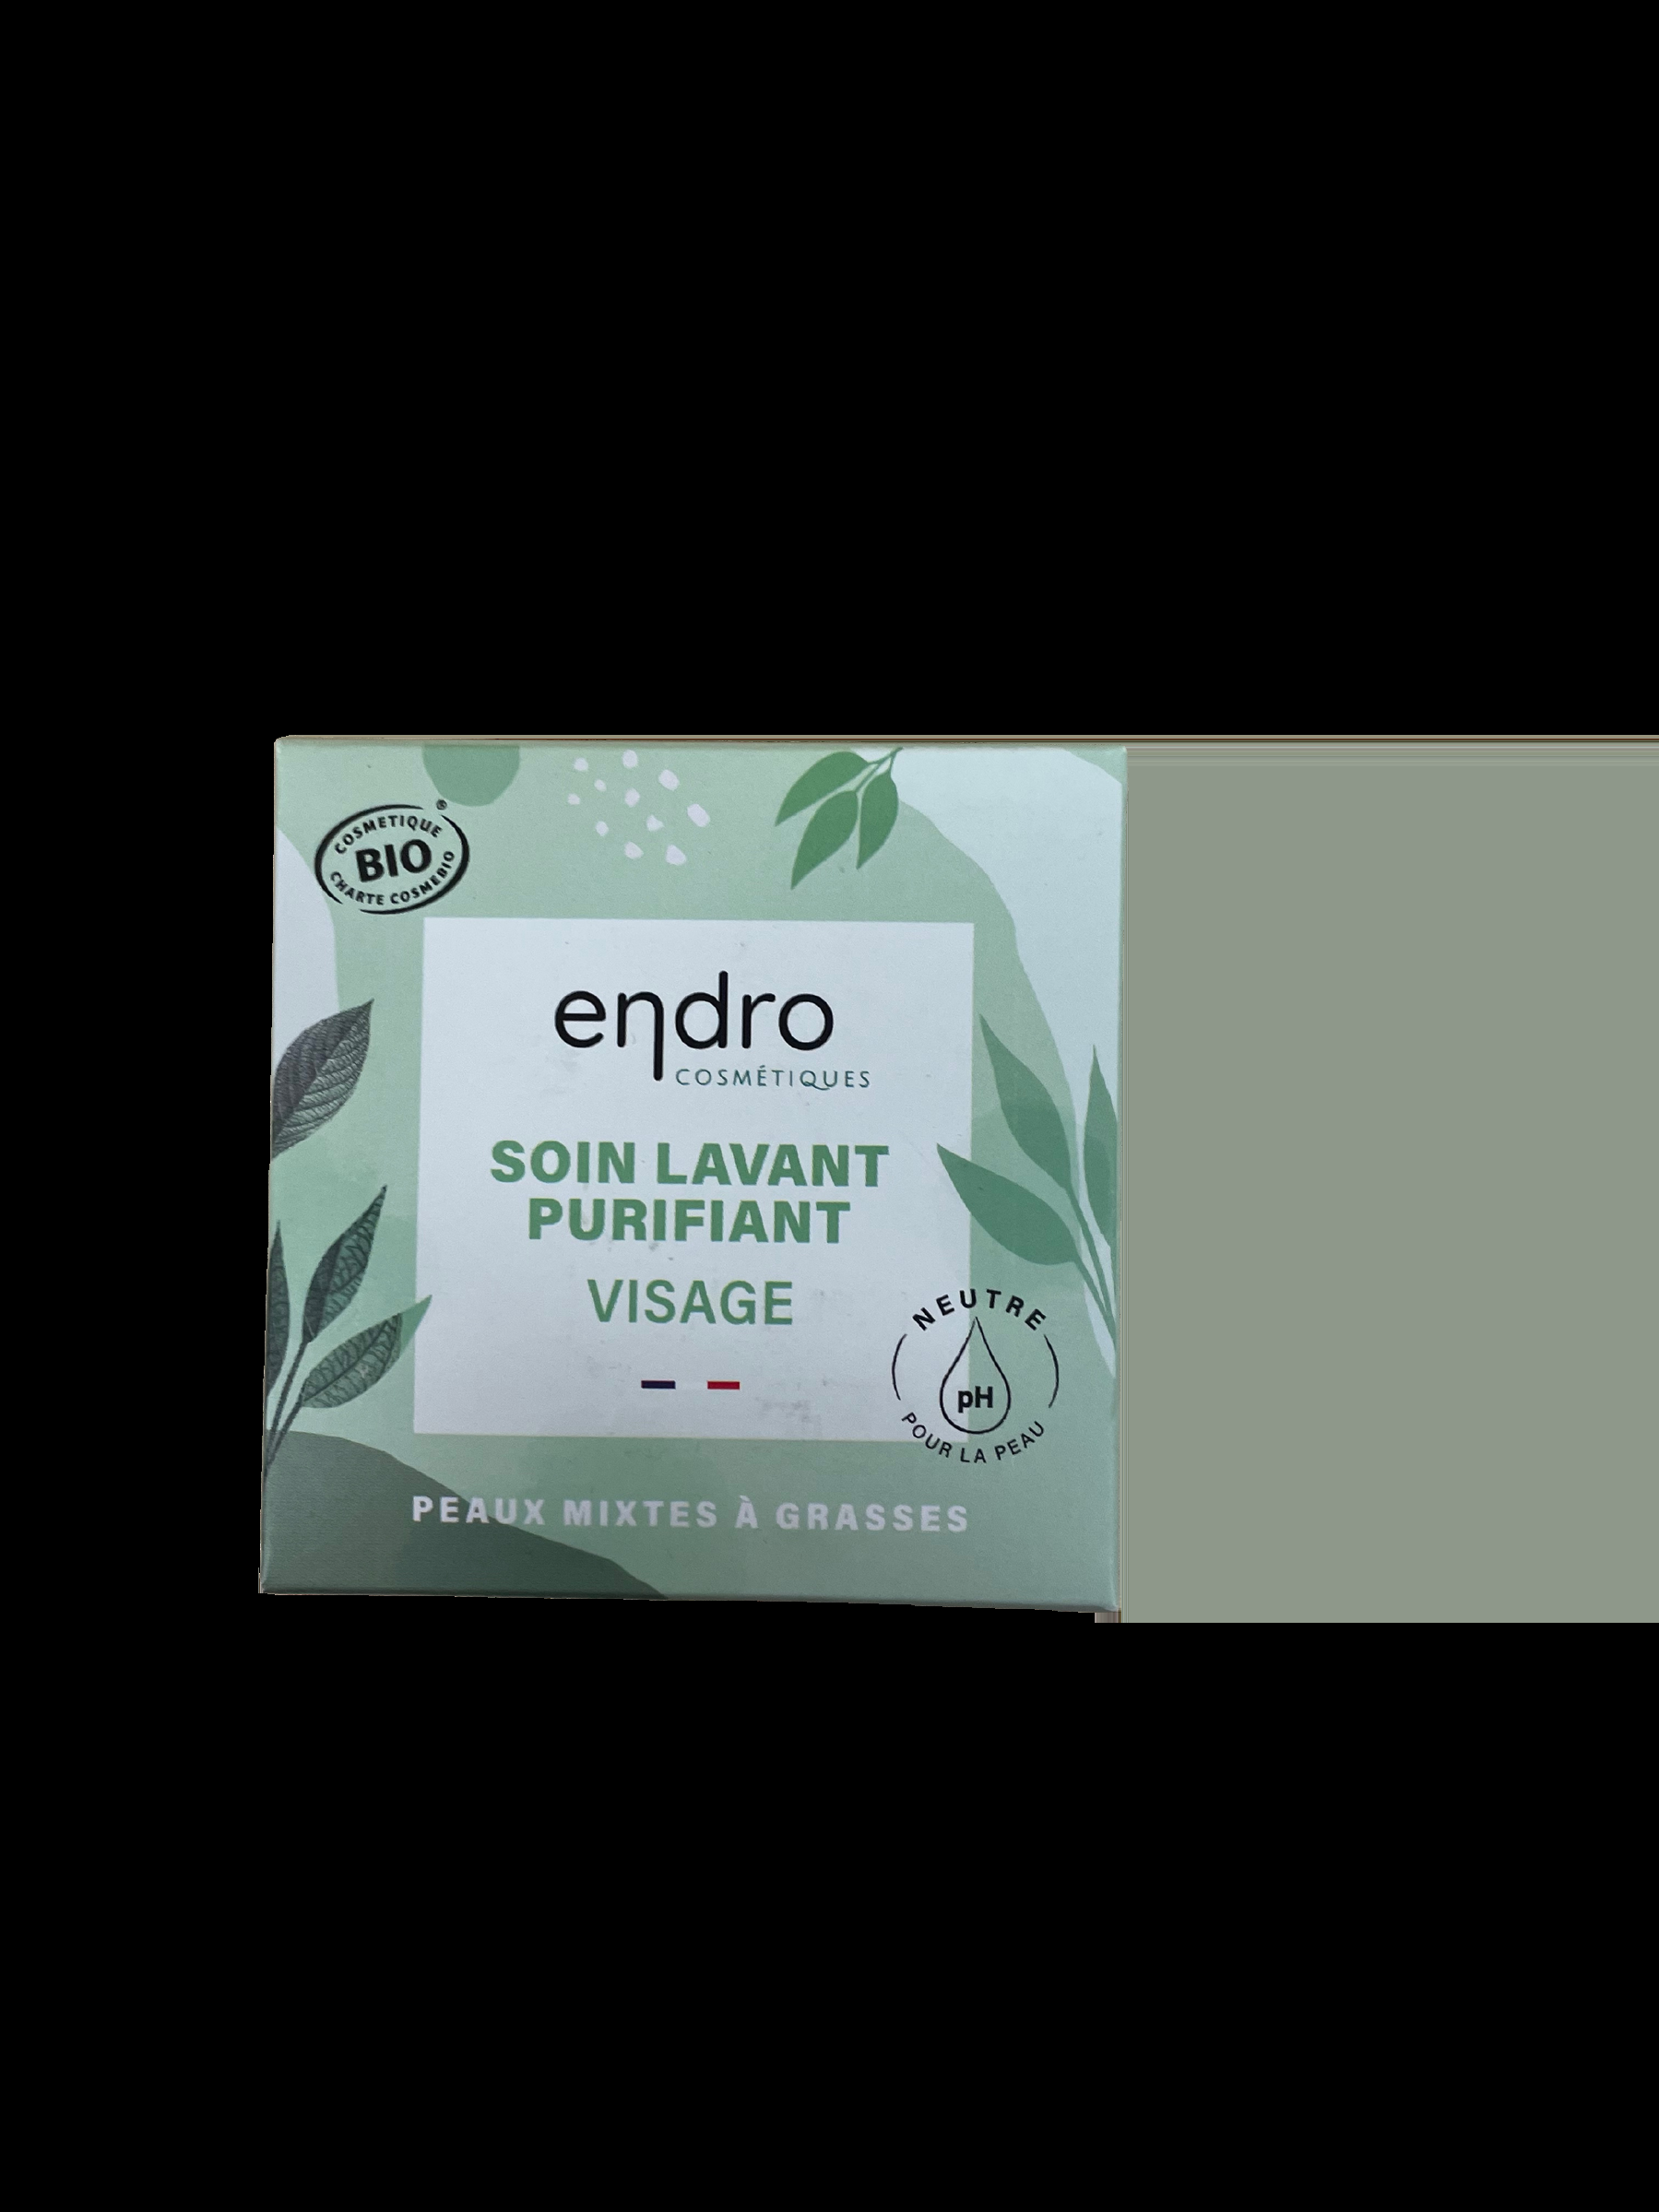 ®
COSMETIQUE
BIO
CHARTE COSMEBIO
endro
COSMÉTIQUES
SOIN LAVANT
PURIFIANT
VISAGE
NEUTRE
pH
POUR LA PEAU
PEAUX MIXTES À GRASSES